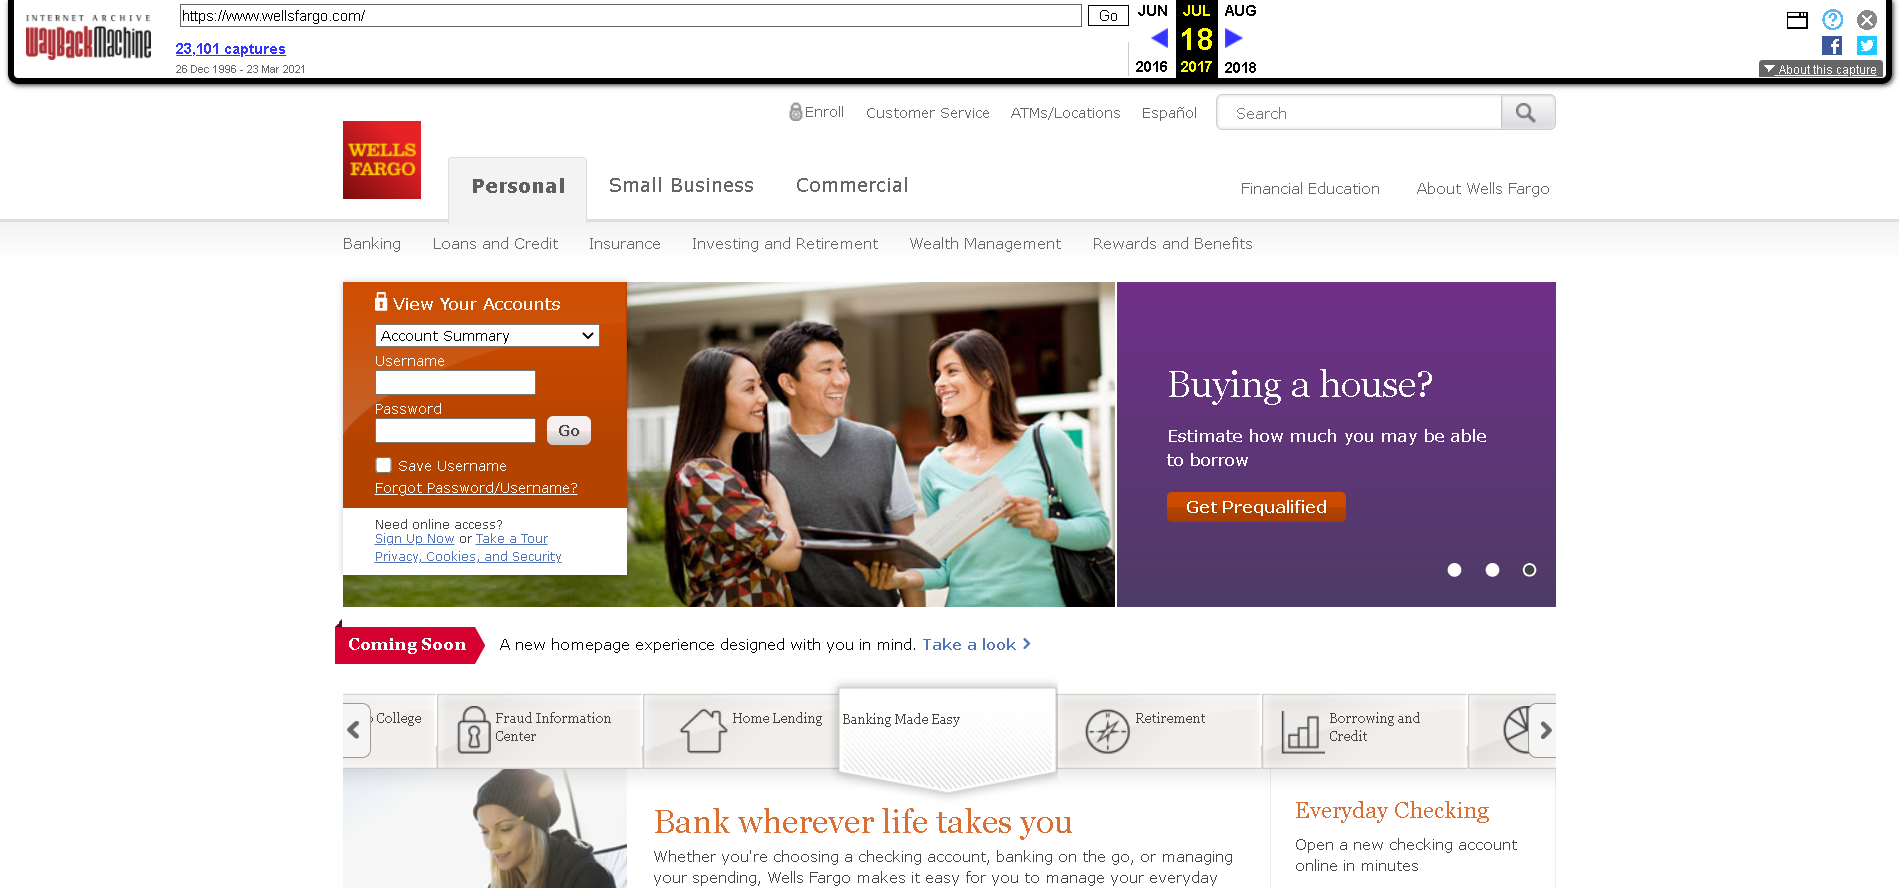 INTERNET ARCHIVE
WayBackMachine
https://www.wellsfargo.com/
Go
23,101 captures
26 Dec 1996 - 23 Mar 2021
JUN JUL AUG
18
2016 2017 2018
About this capture
Enroll
Customer Service
ATMs/Locations
Español
Search
WELLS
FARGO
Personal
Small Business
Commercial
Financial Education
About Wells Fargo
Banking
Loans and Credit
Insurance
Investing and Retirement
Wealth Management
Rewards and Benefits
View Your Accounts
Account Summary
Username
Password
Go
Save Username
Forgot Password/Username?
Need online access?
Sign Up Now or Take a Tour
Privacy, Cookies, and Security
Buying a house?
Estimate how much you may be able
to borrow
Get Prequalified
Coming Soon
A new homepage experience designed with you in mind. Take a look
College
Fraud Information
Center
Home Lending
Banking Made Easy
Retirement
Borrowing and
Credit
Bank wherever life takes you
Whether you're choosing a checking account, banking on the go, or managing
your spending, Wells Fargo makes it easy for you to manage your everyday
Everyday Checking
Open a new checking account
online in minutes